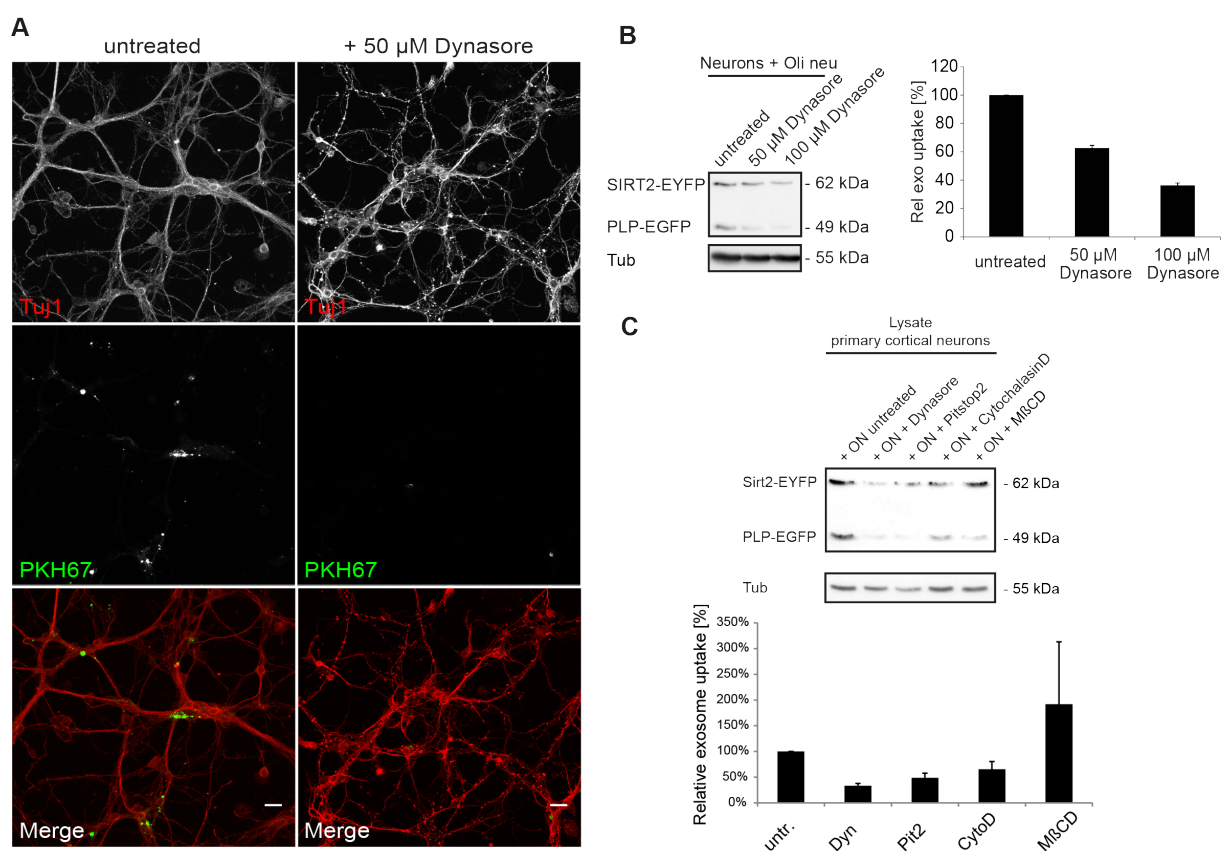 A
untreated
+ 50 µM Dynasore
Tuj1
Tuj1
PKH67
PKH67
Merge
Merge
B
Neurons + Oli neu
untreated
50 µM Dynasore
100 µM Dynasore
SIRT2-EYFP
- 62 kDa
PLP-EGFP
- 49 kDa
Tub
- 55 kDa
Rel exo uptake [%]
120
100
80
60
40
20
0
untreated
50 µM
Dynasore
100 µM
Dynasore
C
Lysate
primary cortical neurons
+ ON untreated
+ ON + Dynasore
+ ON + Pitstop2
+ ON + CytochalasinD
+ ON + MßCD
Sirt2-EYFP
- 62 kDa
PLP-EGFP
- 49 kDa
Tub
- 55 kDa
Relative exosome uptake [%]
350%
300%
250%
200%
150%
100%
50%
0%
untr.
Dyn
Pit2
CytoD
MßCD